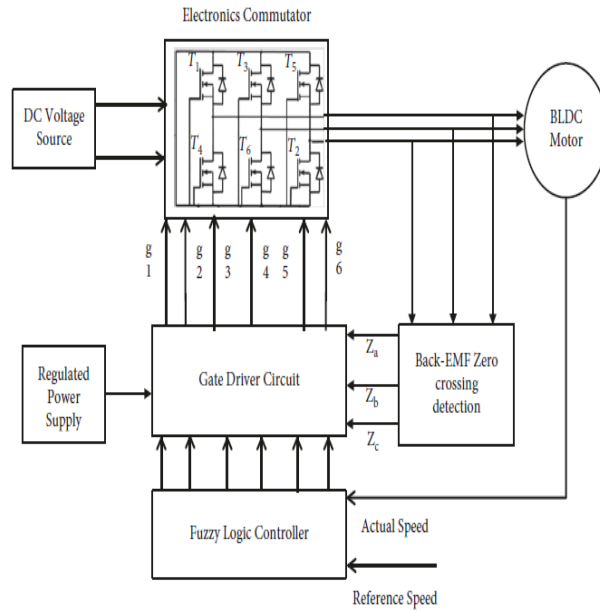 Electronics Commutator
T1 T3 T5
T4 T6 T2
DC Voltage
Source
BLDC
Motor
g
1
g
2
g
3
g
4
g
5
g
6
Regulated
Power
Supply
Gate Driver Circuit
Za
Zb
Zc
Back-EMF Zero
crossing
detection
Fuzzy Logic Controller
Actual Speed
Reference Speed